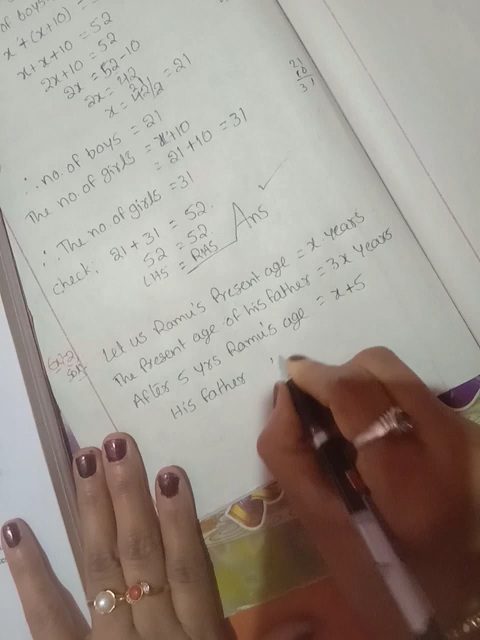 of boys
x + (x+10) =
x+x+10 = 52
2x+10 = 52
2x = 52-10
2x = 42
x = 42/2 = 21
21
10
31
∴ no. of boys = 21
The no. of girls = x+10
= 21+10 = 31
∴ The no of girls = 31
check: 21 + 31 = 52.
52 = 52
LHS = RHS
Ans
Let us Ramu's Present age = x years
The Present age of his father = 3x years
After 5 yrs Ramu's age = x+5
His father